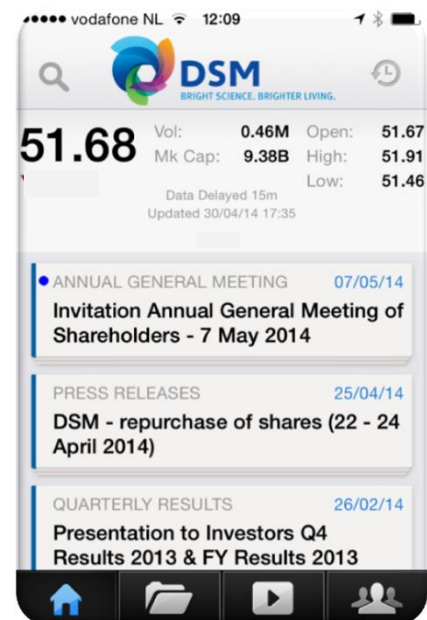 vodafone NL 12:09
DSM
BRIGHT SCIENCE. BRIGHTER LIVING.
51.68
Vol: 0.46M Open: 51.67
Mk Cap: 9.38B High: 51.91
Low: 51.46
Data Delayed 15m
Updated 30/04/14 17:35
ANNUAL GENERAL MEETING 07/05/14
Invitation Annual General Meeting of
Shareholders - 7 May 2014
PRESS RELEASES 25/04/14
DSM - repurchase of shares (22 - 24
April 2014)
QUARTERLY RESULTS 26/02/14
Presentation to Investors Q4
Results 2013 & FY Results 2013